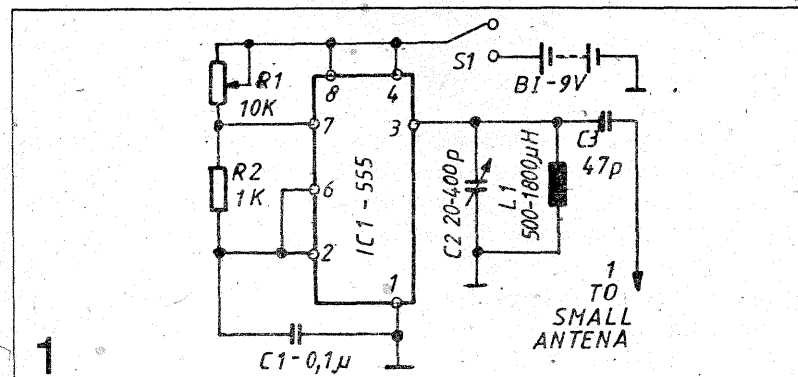 R1
10K
R2
1K
8
4
7
3
6
2
1
IC1-555
C1-0,1µ
S1
BI-9V
C2 20-400p
L1
500-1800µH
C3
47p
1
TO
SMALL
ANTENA
1